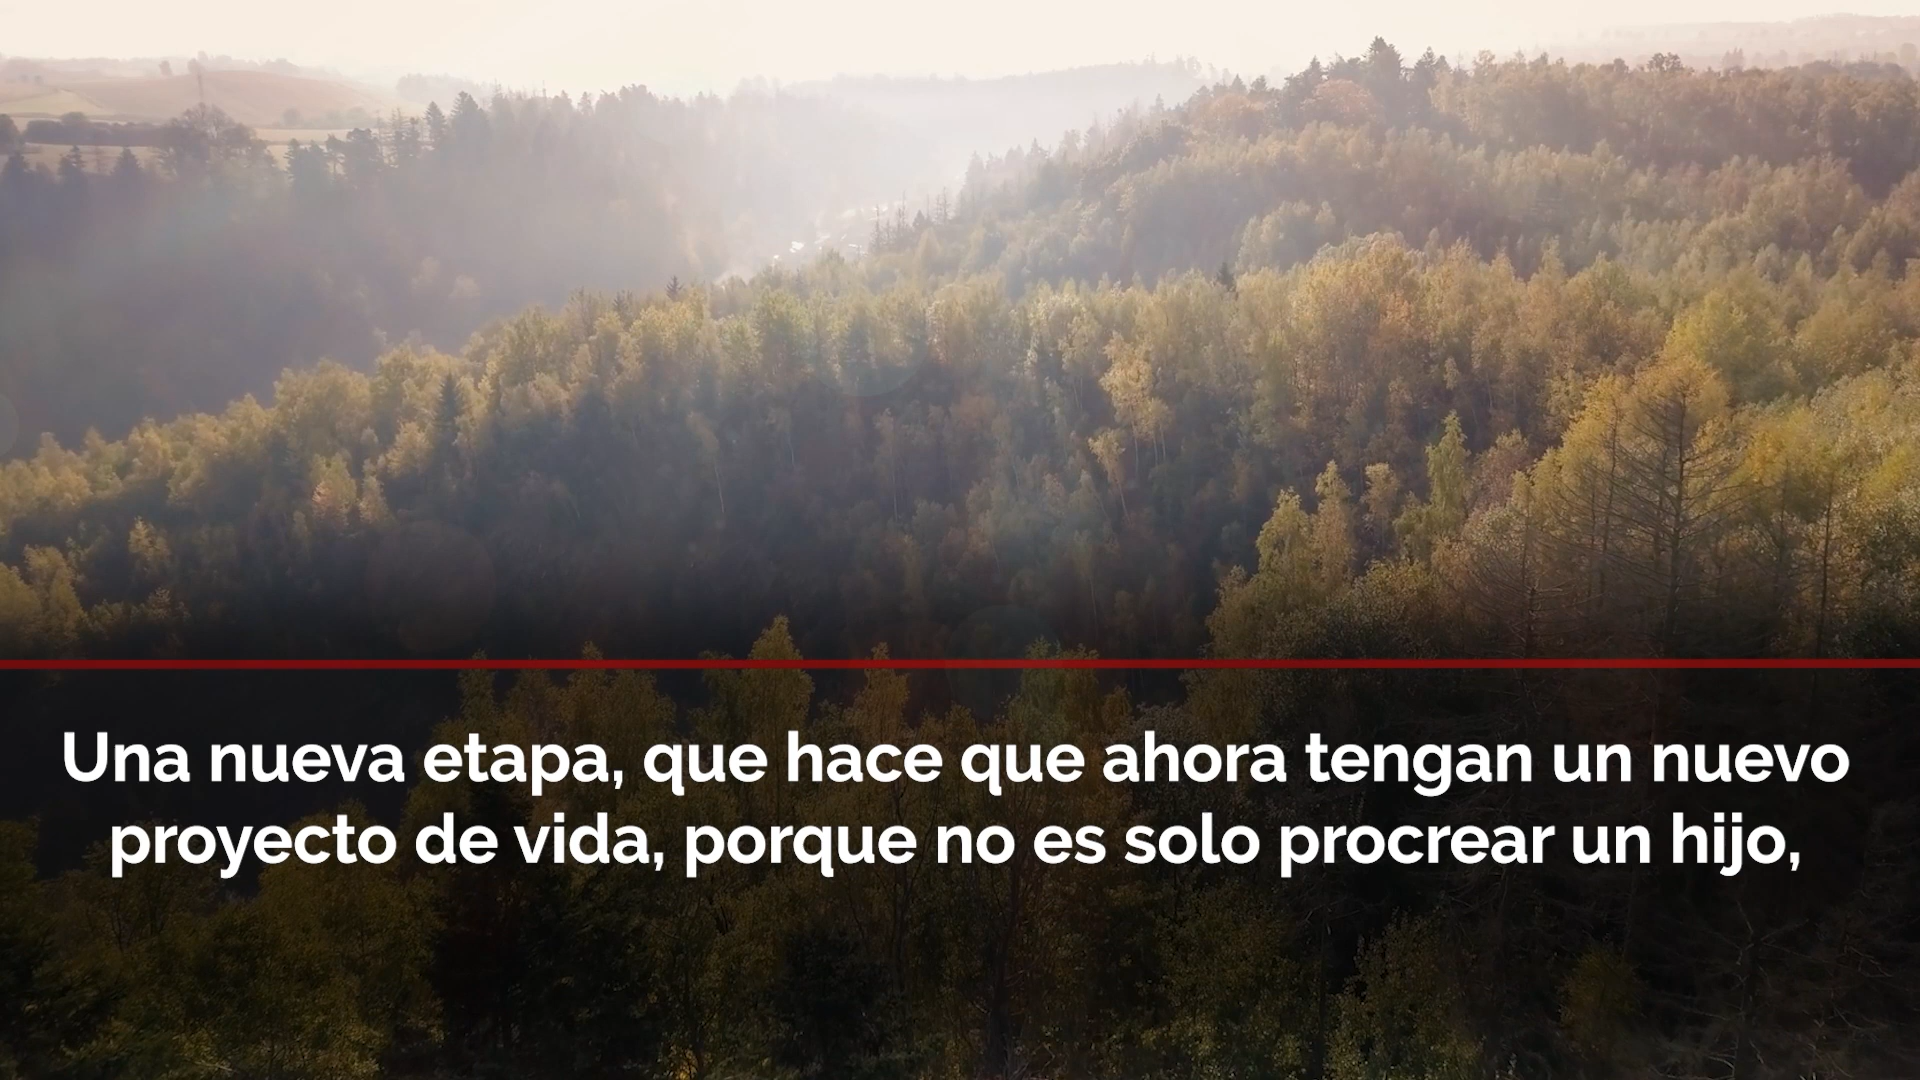 Una nueva etapa, que hace que ahora tengan un nuevo
proyecto de vida, porque no es solo procrear un hijo,